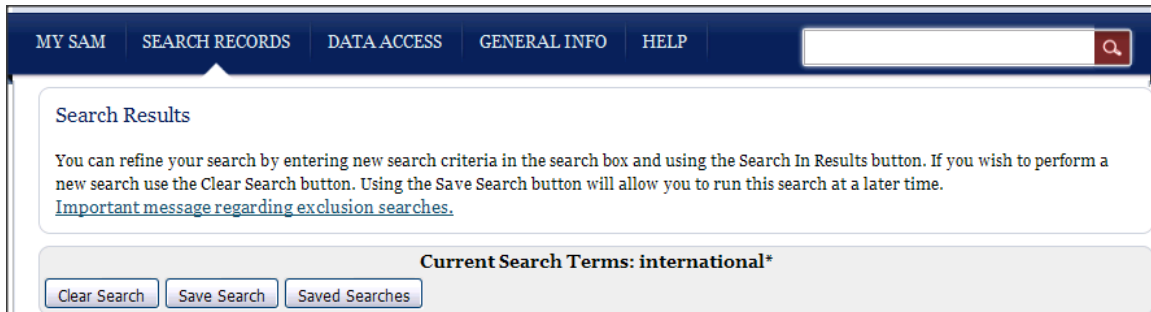 MY SAM SEARCH RECORDS DATA ACCESS GENERAL INFO HELP
Search Results
You can refine your search by entering new search criteria in the search box and using the Search In Results button. If you wish to perform a
new search use the Clear Search button. Using the Save Search button will allow you to run this search at a later time.
Important message regarding exclusion searches.
Current Search Terms: international*
Clear Search Save Search Saved Searches